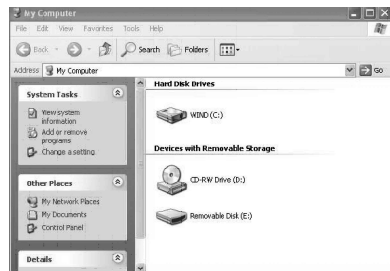 My Computer
File Edit View Favorites Tools Help
Back Search Folders
Address My Computer Go
System Tasks
View system
information
Add or remove
programs
Change a setting
Other Places
My Network Places
My Documents
Control Panel
Details
Hard Disk Drives
WIND (C:)
Devices with Removable Storage
CD-RW Drive (D:)
Removable Disk (E:)